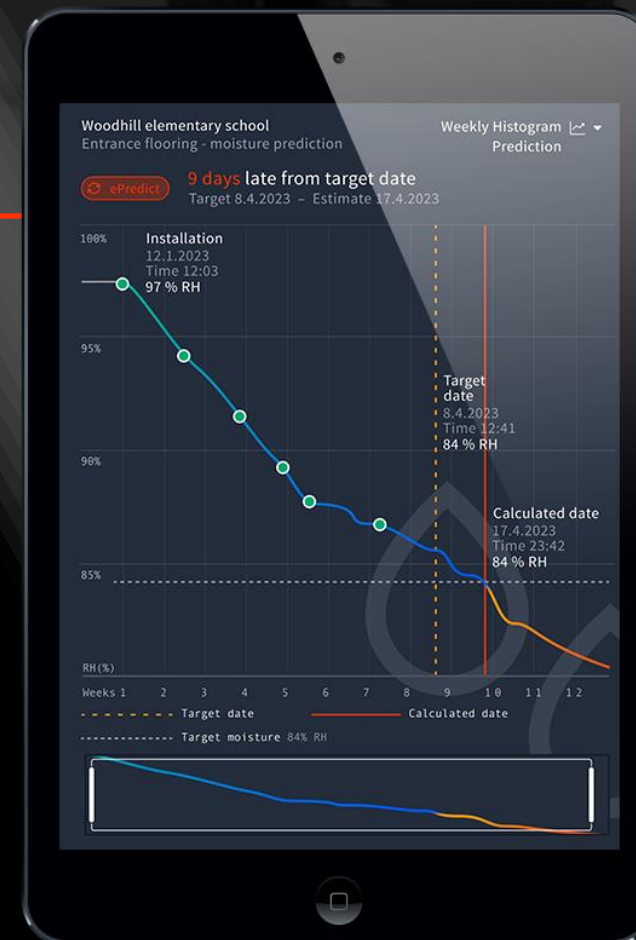 Woodhill elementary school
Entrance flooring - moisture prediction
Weekly Histogram
Prediction
ePredict
9 days late from target date
Target 8.4.2023 – Estimate 17.4.2023
100%
Installation
12.1.2023
Time 12:03
97 % RH
95%
Target
date
8.4.2023
Time 12:41
84 % RH
90%
Calculated date
17.4.2023
Time 23:42
84 % RH
85%
RH(%)
Weeks 1 2 3 4 5 6 7 8 9 10 11 12
Target date
Calculated date
Target moisture 84% RH